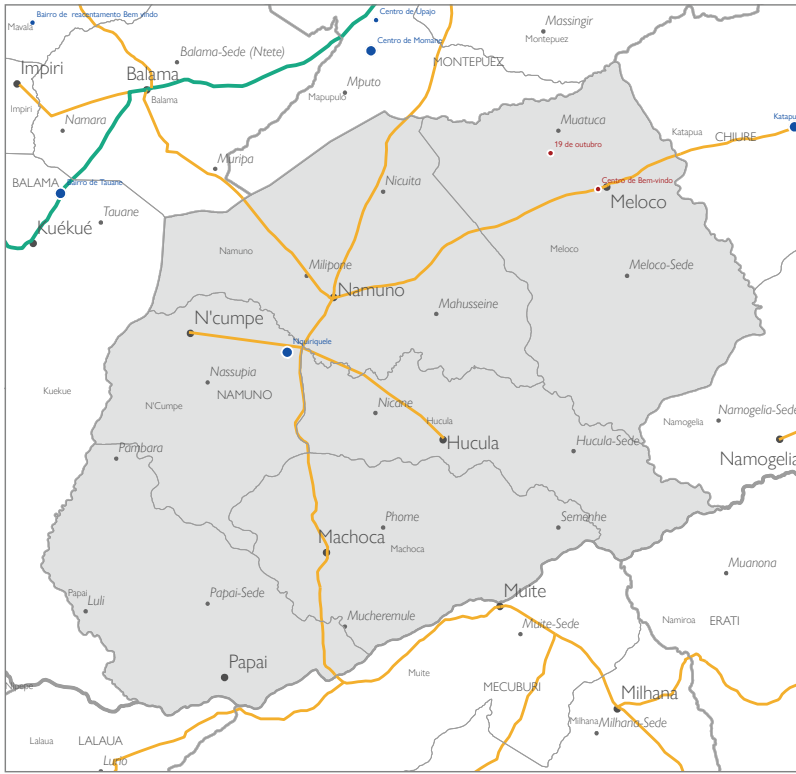 Bairro de reacentamento Bem vindo
Centro de Upajo
Mavala
Massingir
Montepuez
Centro de Momane
Balama-Sede (Ntete)
MONTEPUEZ
Impiri
Balama
Mputo
Mapupulo
Balama
Impiri
Namara
Katapu
Muatuca
Katapua
CHIURE
19 de outubro
Muripa
BALAMA
Bairro de Tauane
Nicuita
Centro de Bem-vindo
Meloco
Tauane
Kuékué
Namuno
Meloco
Milipone
Meloco-Sede
Namuno
Mahusseine
N'cumpe
Nquiriquele
Nassupia
Kuekue
NAMUNO
N'Cumpe
Nicane
Hucula
Namogelia-Sede
Namogelia
Hucula
Hucula-Sede
Pambara
Namogelia
Phome
Semenhe
Machoca
Machoca
Muanona
Papai
Luli
Papai-Sede
Muite
Mucheremule
Muite-Sede
Namiroa
ERATI
Papai
Muite
MECUBURI
Milhana
Milhana
Milhana-Sede
Lalaua
LALAUA
Lurio